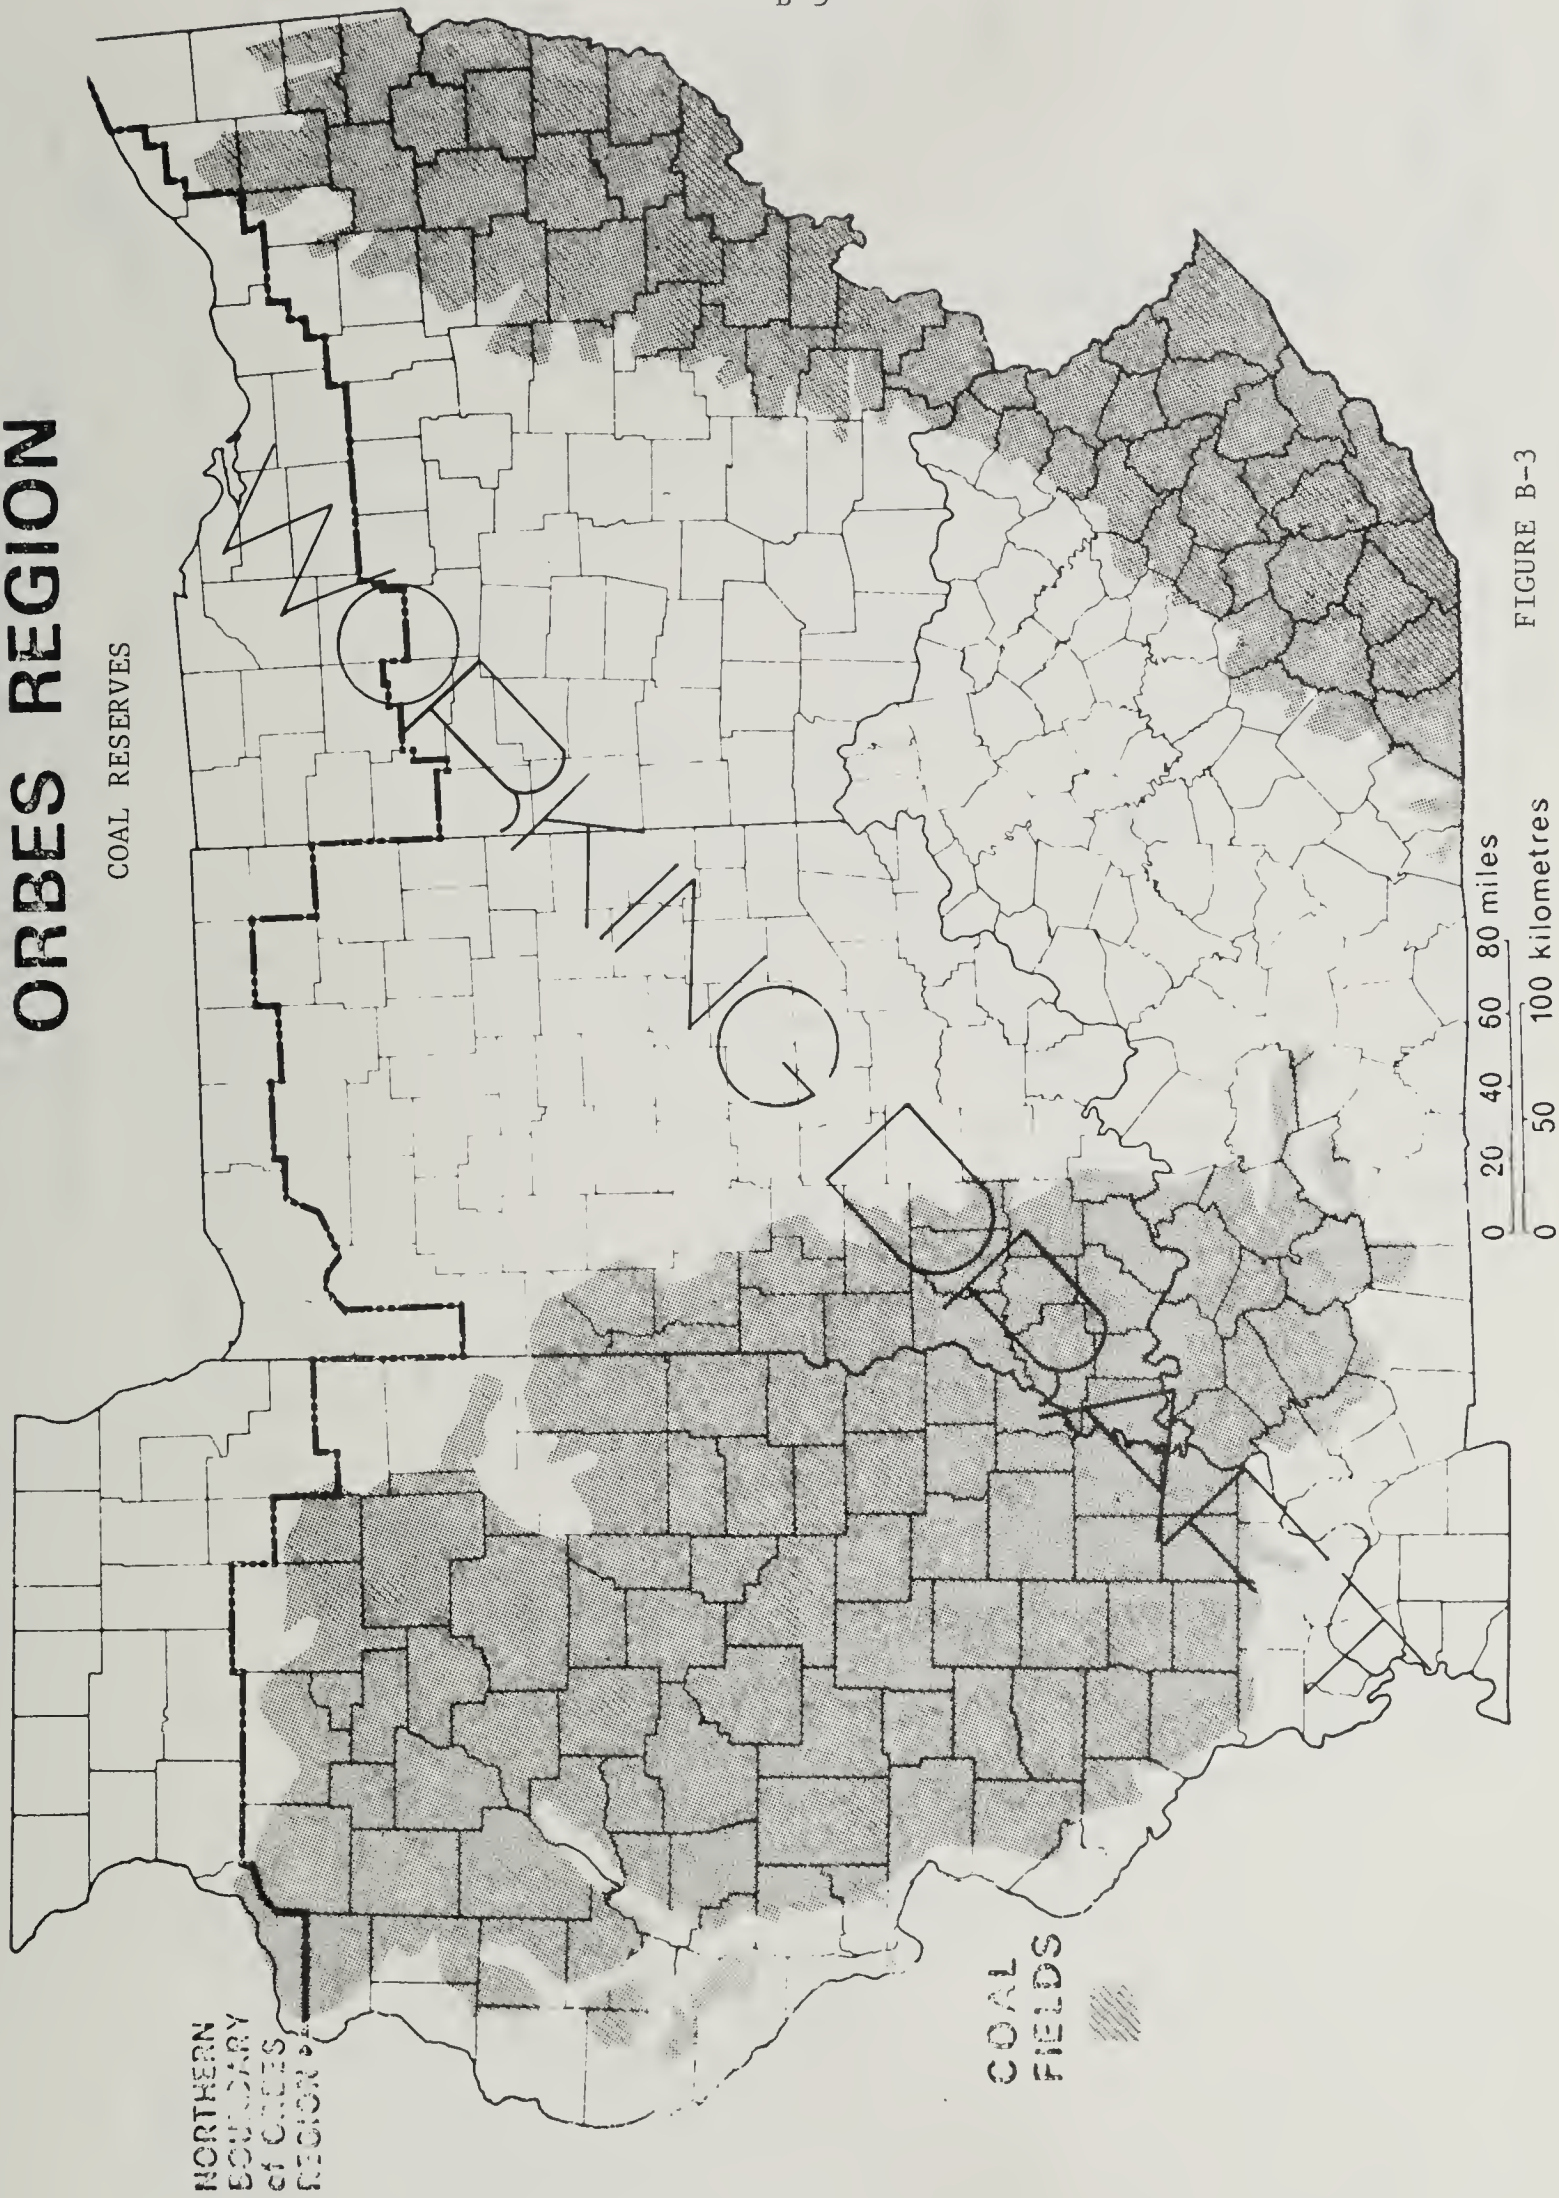 ORBES REGION
COAL RESERVES
NORTHERN
BOUNDARY
of ORBES
REGION
WORKING DRAFT
COAL
FIELDS
0 20 40 60 80 miles
0 50 100 kilometres
FIGURE B-3